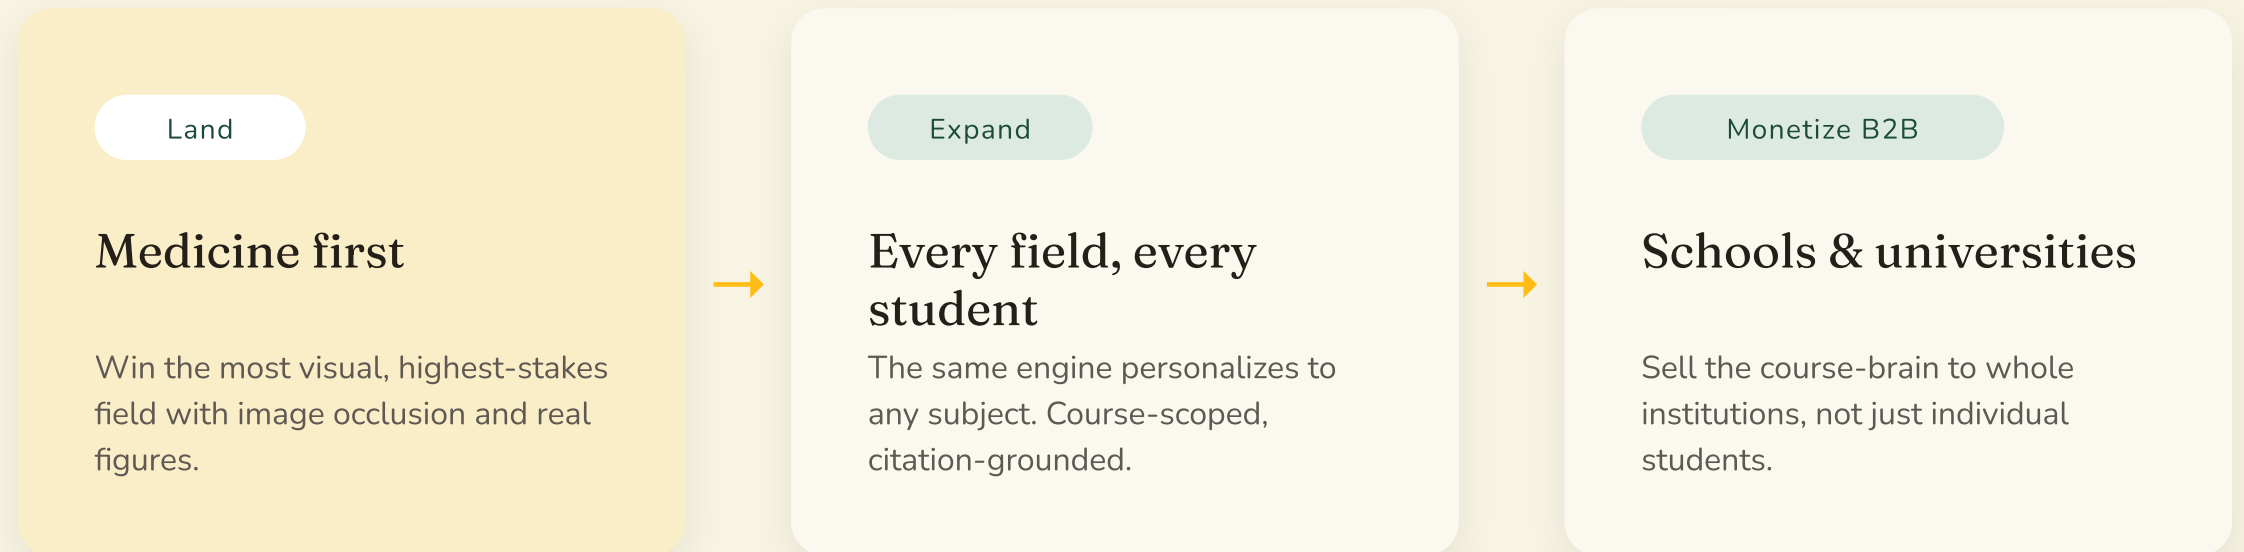 Land
Medicine first
Win the most visual, highest-stakes
field with image occlusion and real
figures.
Expand
Every field, every
student
The same engine personalizes to
any subject. Course-scoped,
citation-grounded.
Monetize B2B
Schools & universities
Sell the course-brain to whole
institutions, not just individual
students.